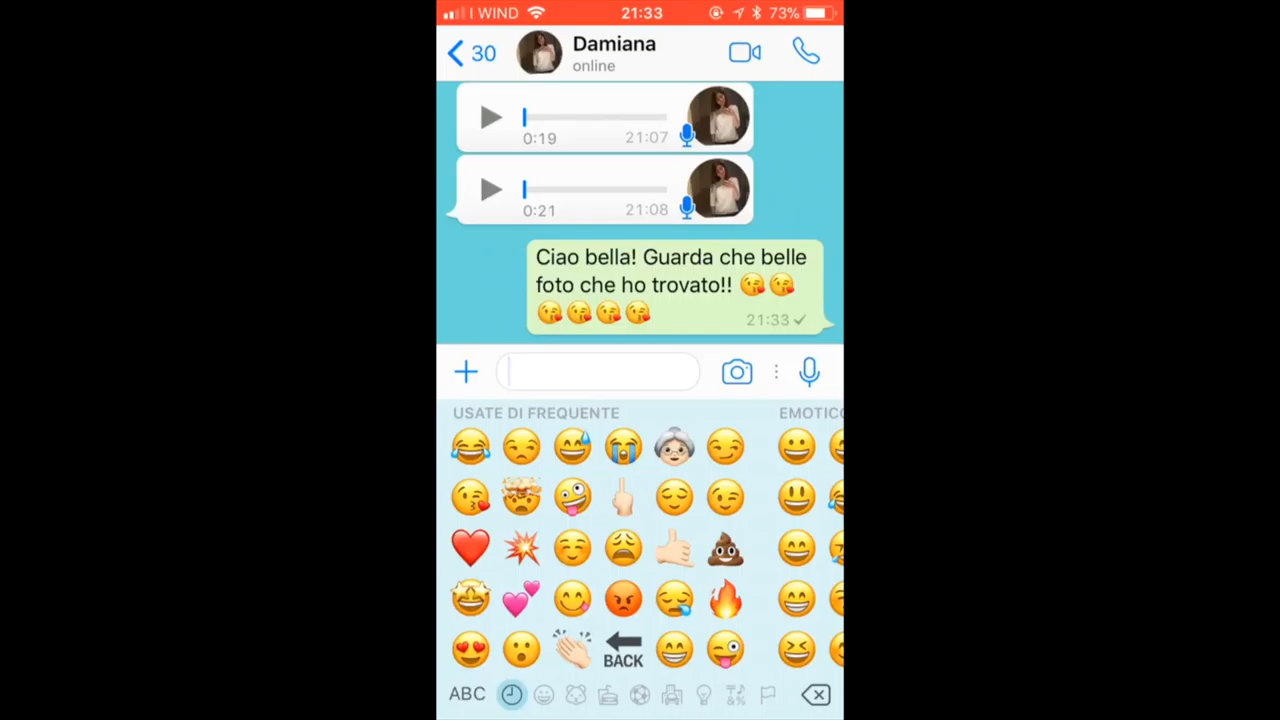 I WIND 21:33 73%
30 Damiana
online
0:19 21:07
0:21 21:08
Ciao bella! Guarda che belle
foto che ho trovato!! 😘😘
😘😘😘😘 21:33
USATE DI FREQUENTE EMOTICO
BACK
ABC